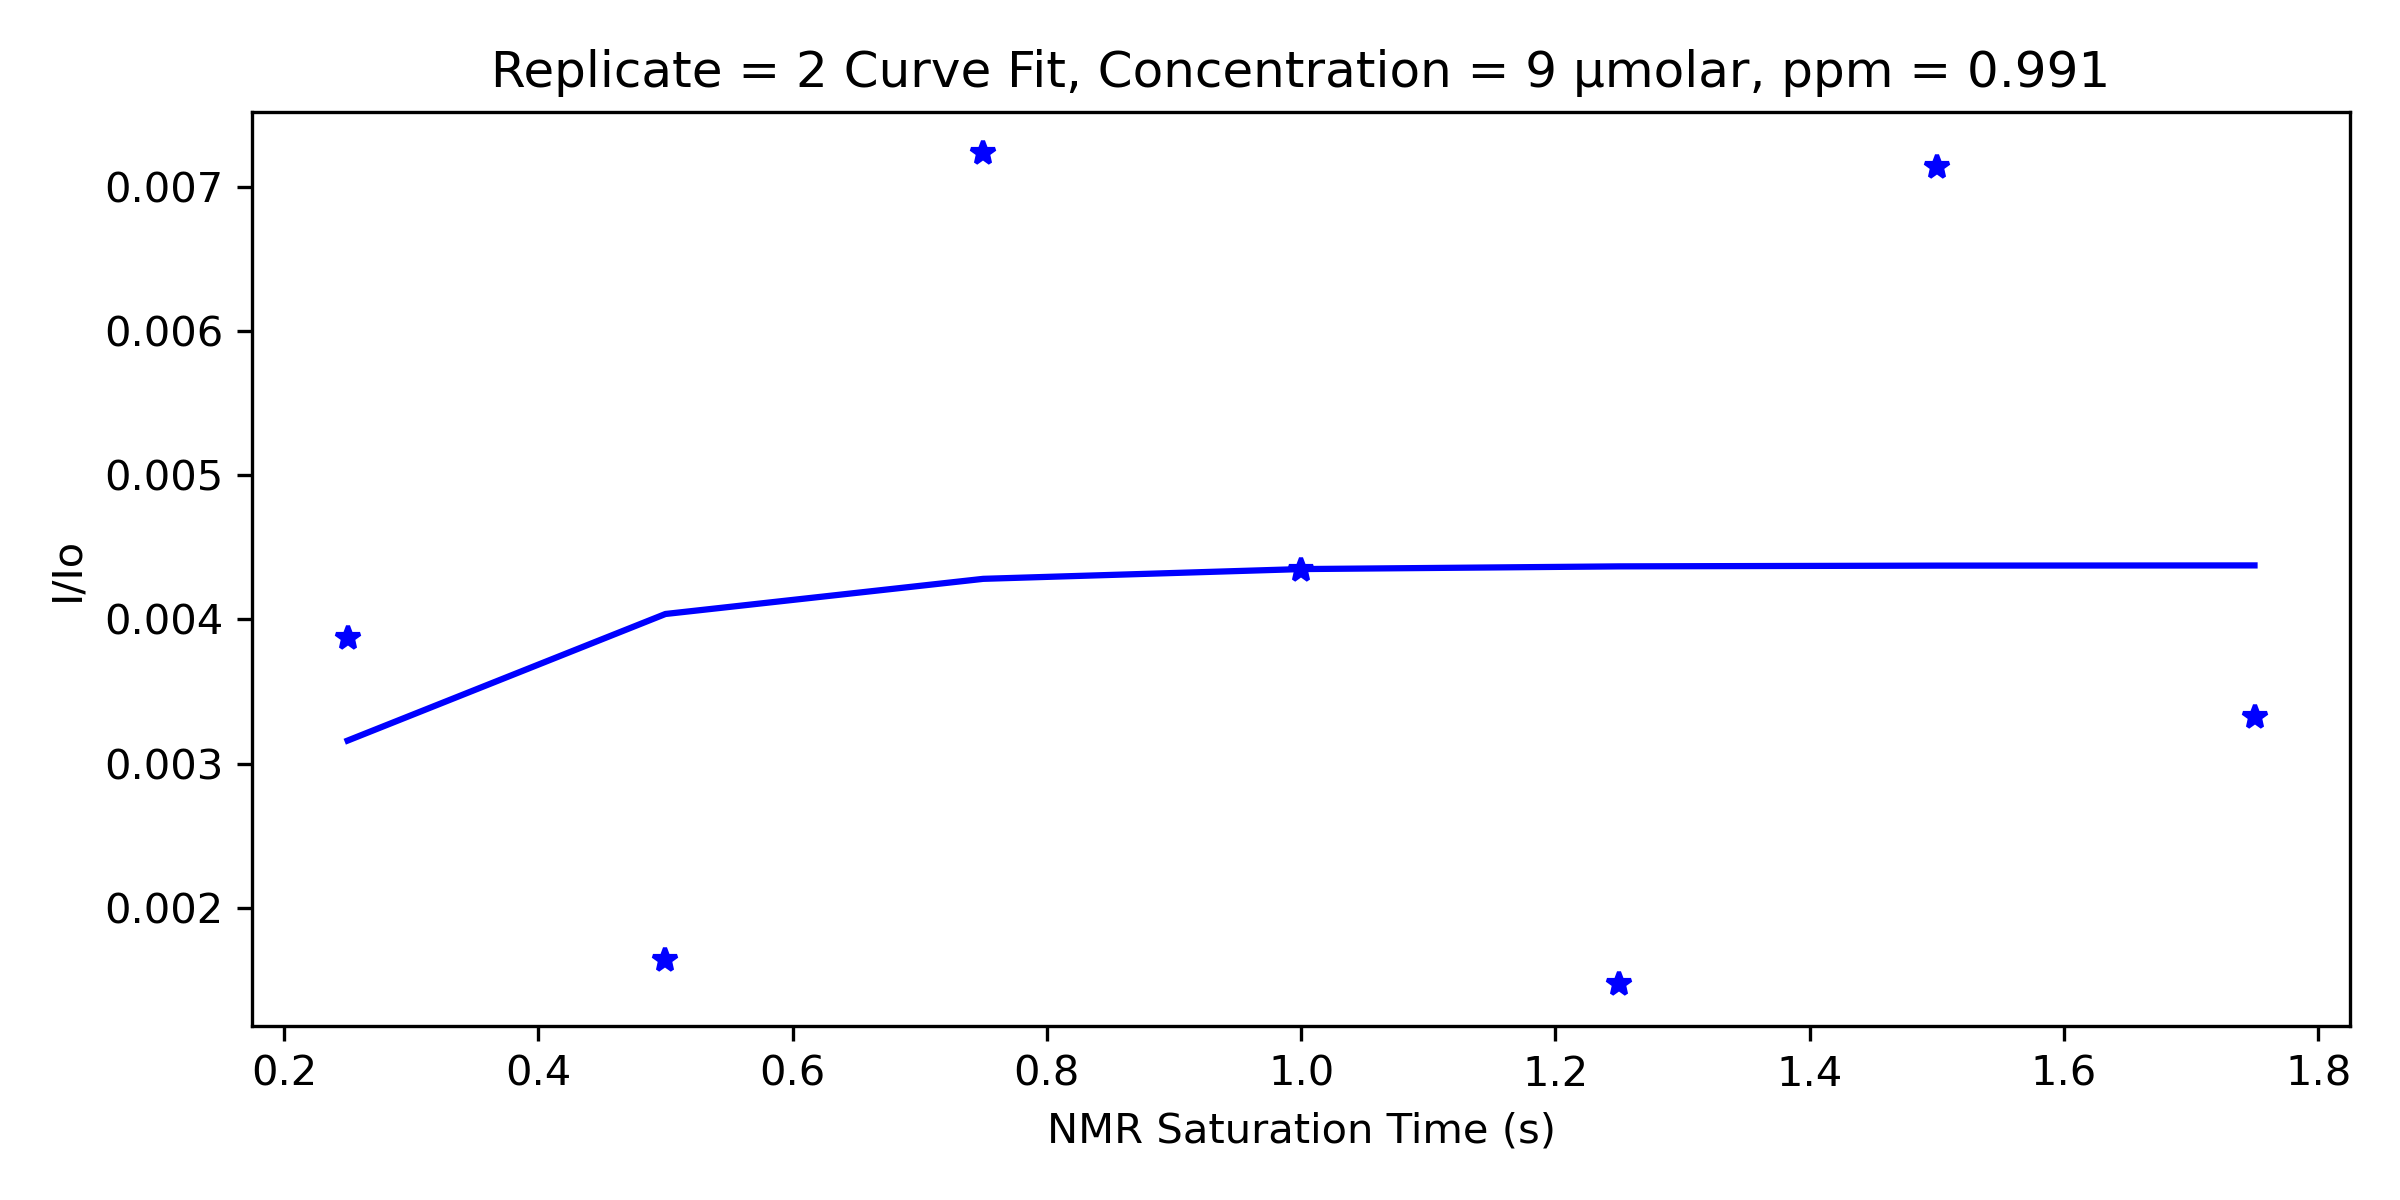 Replicate = 2 Curve Fit, Concentration = 9 µmolar, ppm = 0.991
0.007
0.006
0.005
0.004
0.003
0.002
I/Io
0.2 0.4 0.6 0.8 1.0 1.2 1.4 1.6 1.8
NMR Saturation Time (s)